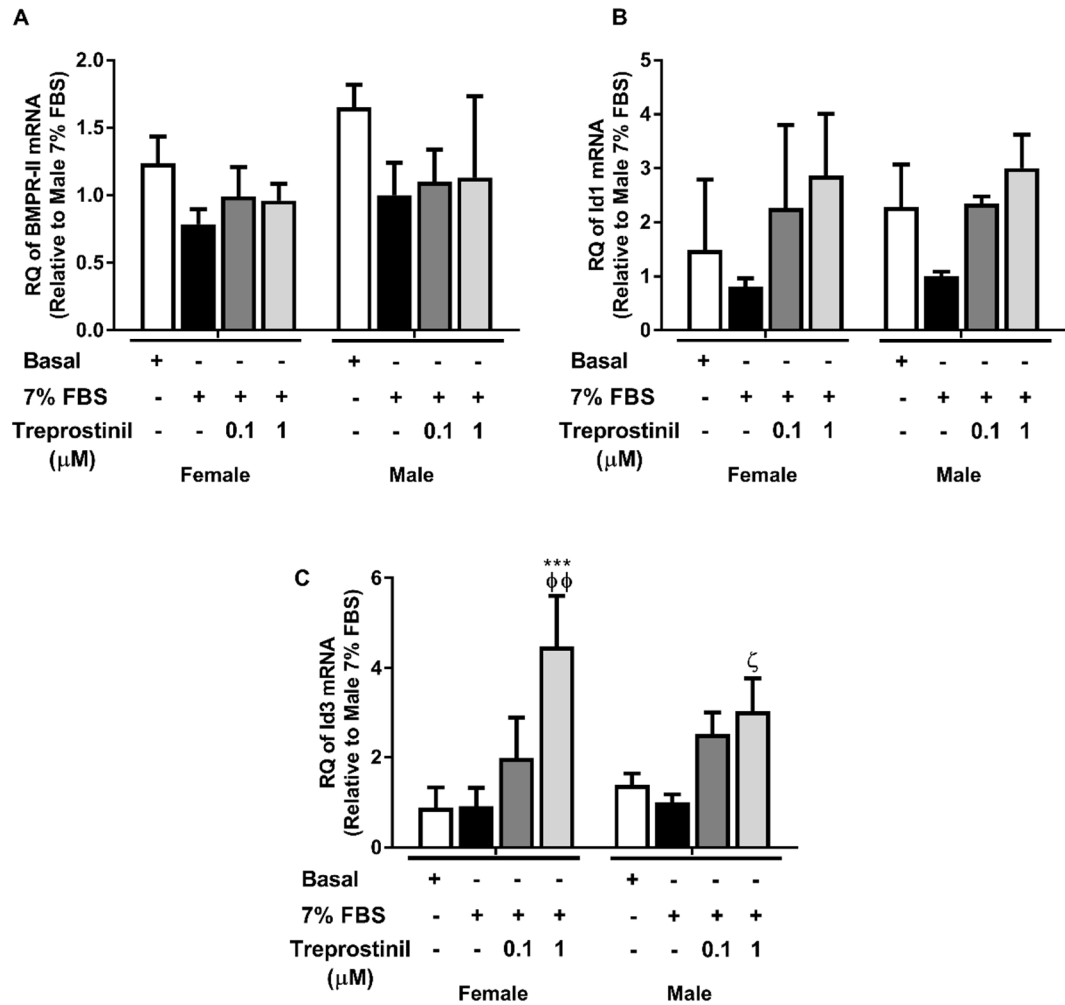 A
RQ of BMPR-II mRNA
(Relative to Male 7% FBS)
2.0
1.5
1.0
0.5
0.0
Basal + - - - + - - -
7% FBS - + + + - + + +
Treprostinil - - 0.1 1 - - 0.1 1
(μM)
Female Male
B
RQ of Id1 mRNA
(Relative to Male 7% FBS)
5
4
3
2
1
0
Basal + - - - + - - -
7% FBS - + + + - + + +
Treprostinil - - 0.1 1 - - 0.1 1
(μM)
Female Male
C
RQ of Id3 mRNA
(Relative to Male 7% FBS)
6
4
2
0
***
ϕϕ
ζ
Basal + - - - + - - -
7% FBS - + + + - + + +
Treprostinil - - 0.1 1 - - 0.1 1
(μM)
Female Male